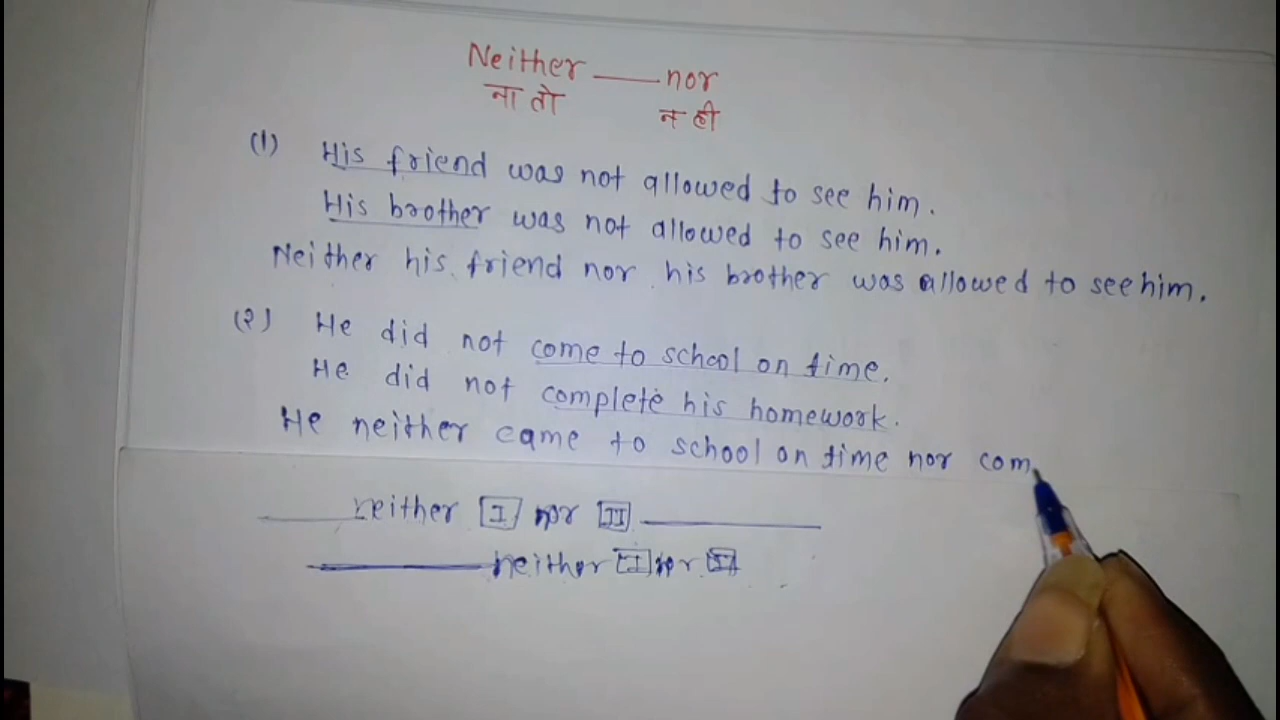 Neither — nor
ना तो न ही
(1) His friend was not allowed to see him.
His brother was not allowed to see him.
Neither his friend nor his brother was allowed to see him.
(२) He did not come to school on time.
He did not complete his homework.
He neither came to school on time nor com
neither I nor II
neither I nor II